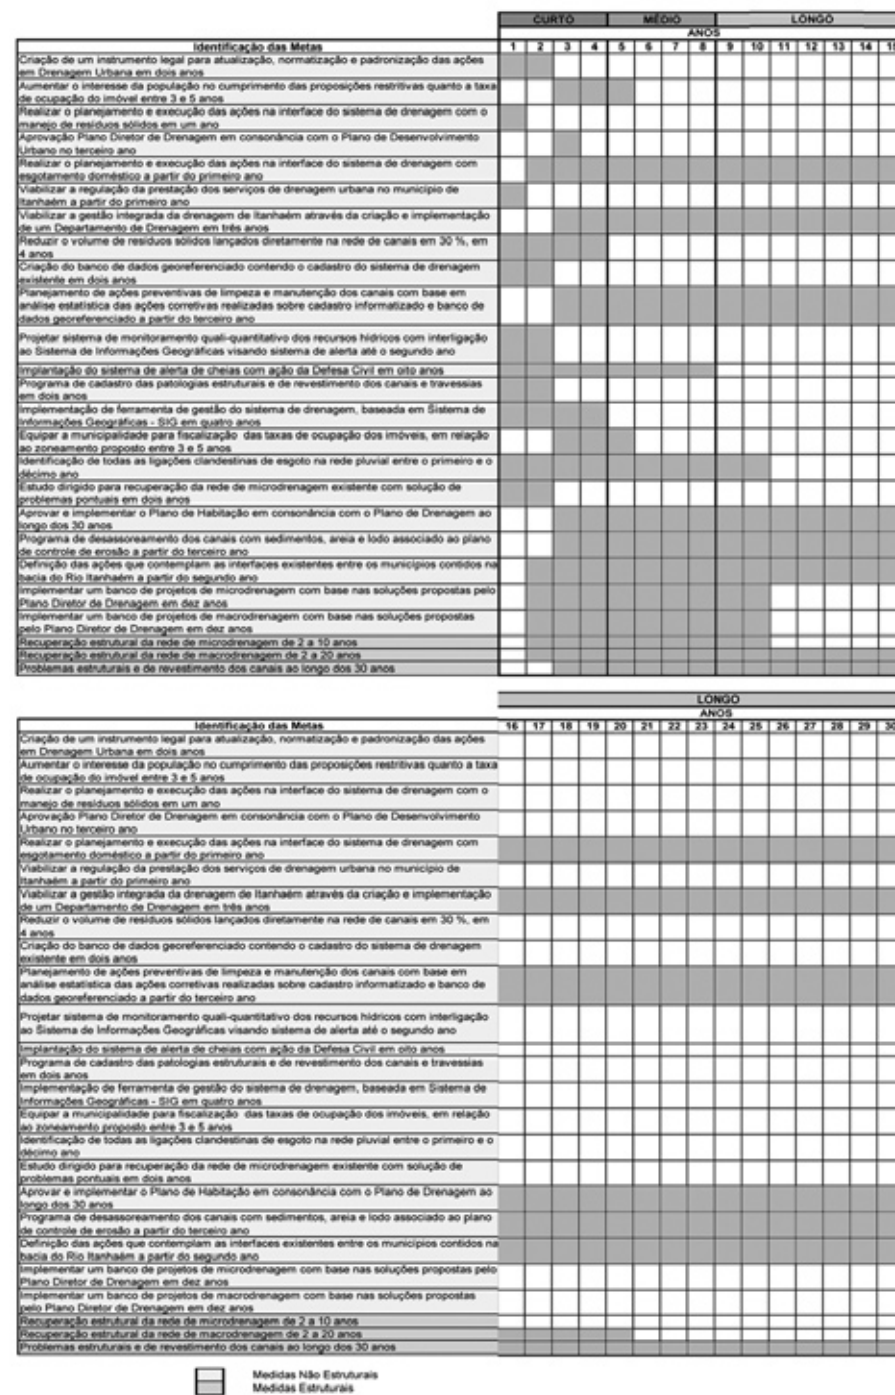 CURTO MÉDIO LONGO
ANOS
Identificação das Metas 1 2 3 4 5 6 7 8 9 10 11 12 13 14 15
Criação de um instrumento legal para atualização, normatização e padronização das ações
em Drenagem Urbana em dois anos
Aumentar o interesse da população no cumprimento das proposições restritivas quanto a taxa
de ocupação do imóvel entre 3 e 5 anos
Realizar o planejamento e execução das ações na interface do sistema de drenagem com o
manejo de resíduos sólidos em um ano
Aprovação Plano Diretor de Drenagem em consonância com o Plano de Desenvolvimento
Urbano no terceiro ano
Realizar o planejamento e execução das ações na interface do sistema de drenagem com
esgotamento doméstico a partir do primeiro ano
Viabilizar a regulação da prestação dos serviços de drenagem urbana no município de
Itanhaém a partir do primeiro ano
Viabilizar a gestão integrada da drenagem de Itanhaém através da criação e implementação
de um Departamento de Drenagem em três anos
Reduzir o volume de resíduos sólidos lançados diretamente na rede de canais em 30 %, em
4 anos
Criação do banco de dados georeferenciado contendo o cadastro do sistema de drenagem
existente em dois anos
Planejamento de ações preventivas de limpeza e manutenção dos canais com base em
análise estatística das ações corretivas realizadas sobre cadastro informatizado e banco de
dados georeferenciado a partir do terceiro ano
Projetar sistema de monitoramento quali-quantitativo dos recursos hídricos com interligação
ao Sistema de Informações Geográficas visando sistema de alerta até o segundo ano
Implantação do sistema de alerta de cheias com ação da Defesa Civil em oito anos
Programa de cadastro das patologias estruturais e de revestimento dos canais e travessias
em dois anos
Implementação de ferramenta de gestão do sistema de drenagem, baseada em Sistema de
Informações Geográficas - SIG em quatro anos
Equipar a municipalidade para fiscalização das taxas de ocupação dos imóveis, em relação
ao zoneamento proposto entre 3 e 5 anos
Identificação de todas as ligações clandestinas de esgoto na rede pluvial entre o primeiro e o
décimo ano
Estudo dirigido para recuperação da rede de microdrenagem existente com solução de
problemas pontuais em dois anos
Aprovar e implementar o Plano de Habitação em consonância com o Plano de Drenagem ao
longo dos 30 anos
Programa de desassoreamento dos canais com sedimentos, areia e lodo associado ao plano
de controle de erosão a partir do terceiro ano
Definição das ações que contemplam as interfaces existentes entre os municípios contidos na
bacia do Rio Itanhaém a partir do segundo ano
Implementar um banco de projetos de microdrenagem com base nas soluções propostas pelo
Plano Diretor de Drenagem em dez anos
Implementar um banco de projetos de macrodrenagem com base nas soluções propostas
pelo Plano Diretor de Drenagem em dez anos
Recuperação estrutural da rede de microdrenagem de 2 a 10 anos
Recuperação estrutural da rede de macrodrenagem de 2 a 20 anos
Problemas estruturais e de revestimento dos canais ao longo dos 30 anos
LONGO
ANOS
Identificação das Metas 16 17 18 19 20 21 22 23 24 25 26 27 28 29 30
Criação de um instrumento legal para atualização, normatização e padronização das ações
em Drenagem Urbana em dois anos
Aumentar o interesse da população no cumprimento das proposições restritivas quanto a taxa
de ocupação do imóvel entre 3 e 5 anos
Realizar o planejamento e execução das ações na interface do sistema de drenagem com o
manejo de resíduos sólidos em um ano
Aprovação Plano Diretor de Drenagem em consonância com o Plano de Desenvolvimento
Urbano no terceiro ano
Realizar o planejamento e execução das ações na interface do sistema de drenagem com
esgotamento doméstico a partir do primeiro ano
Viabilizar a regulação da prestação dos serviços de drenagem urbana no município de
Itanhaém a partir do primeiro ano
Viabilizar a gestão integrada da drenagem de Itanhaém através da criação e implementação
de um Departamento de Drenagem em três anos
Reduzir o volume de resíduos sólidos lançados diretamente na rede de canais em 30 %, em
4 anos
Criação do banco de dados georeferenciado contendo o cadastro do sistema de drenagem
existente em dois anos
Planejamento de ações preventivas de limpeza e manutenção dos canais com base em
análise estatística das ações corretivas realizadas sobre cadastro informatizado e banco de
dados georeferenciado a partir do terceiro ano
Projetar sistema de monitoramento quali-quantitativo dos recursos hídricos com interligação
ao Sistema de Informações Geográficas visando sistema de alerta até o segundo ano
Implantação do sistema de alerta de cheias com ação da Defesa Civil em oito anos
Programa de cadastro das patologias estruturais e de revestimento dos canais e travessias
em dois anos
Implementação de ferramenta de gestão do sistema de drenagem, baseada em Sistema de
Informações Geográficas - SIG em quatro anos
Equipar a municipalidade para fiscalização das taxas de ocupação dos imóveis, em relação
ao zoneamento proposto entre 3 e 5 anos
Identificação de todas as ligações clandestinas de esgoto na rede pluvial entre o primeiro e o
décimo ano
Estudo dirigido para recuperação da rede de microdrenagem existente com solução de
problemas pontuais em dois anos
Aprovar e implementar o Plano de Habitação em consonância com o Plano de Drenagem ao
longo dos 30 anos
Programa de desassoreamento dos canais com sedimentos, areia e lodo associado ao plano
de controle de erosão a partir do terceiro ano
Definição das ações que contemplam as interfaces existentes entre os municípios contidos na
bacia do Rio Itanhaém a partir do segundo ano
Implementar um banco de projetos de microdrenagem com base nas soluções propostas pelo
Plano Diretor de Drenagem em dez anos
Implementar um banco de projetos de macrodrenagem com base nas soluções propostas
pelo Plano Diretor de Drenagem em dez anos
Recuperação estrutural da rede de microdrenagem de 2 a 10 anos
Recuperação estrutural da rede de macrodrenagem de 2 a 20 anos
Problemas estruturais e de revestimento dos canais ao longo dos 30 anos
Medidas Não Estruturais
Medidas Estruturais